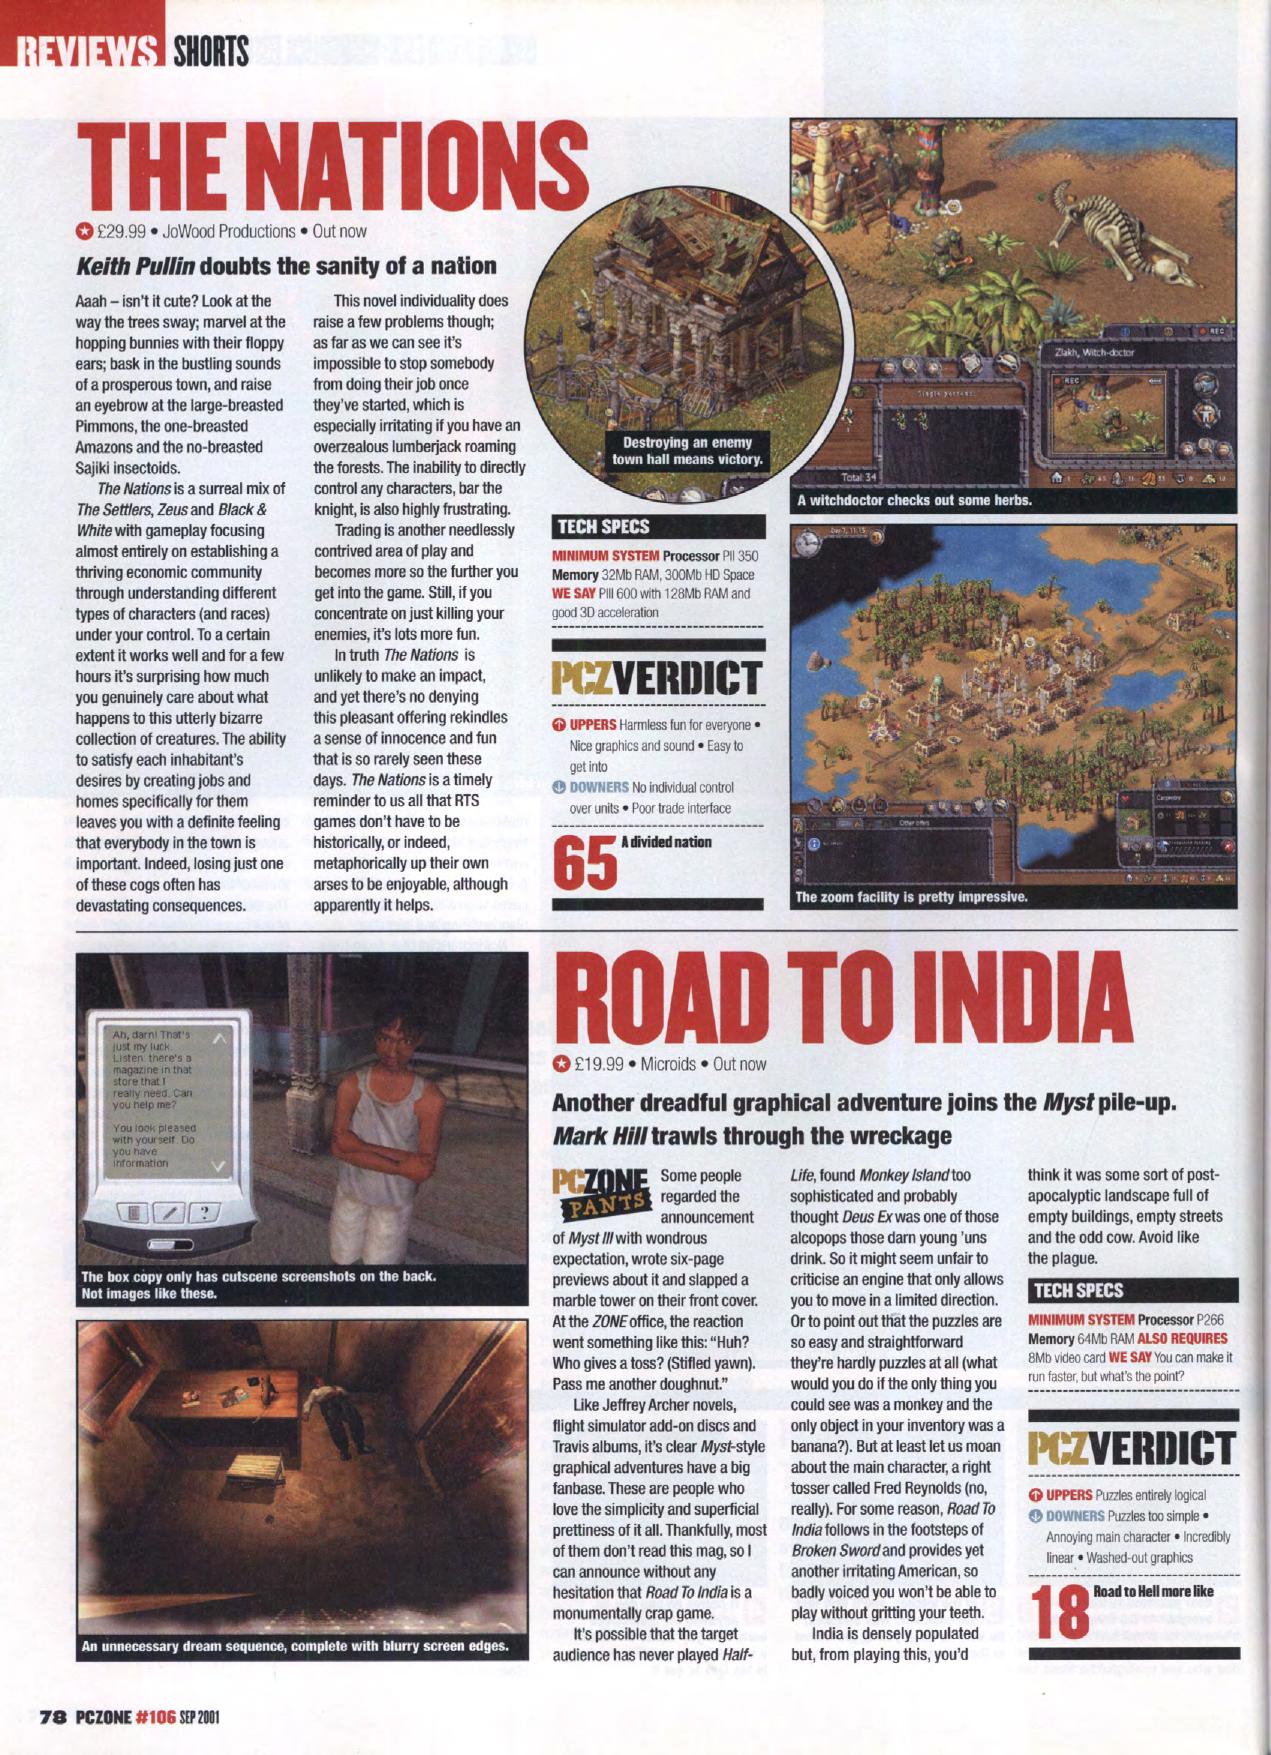 REVIEWS SHORTS
THE NATIONS
£29.99 • JoWood Productions • Out now
Keith Pullin doubts the sanity of a nation
Aaah – isn't it cute? Look at the
way the trees sway; marvel at the
hopping bunnies with their floppy
ears; bask in the bustling sounds
of a prosperous town, and raise
an eyebrow at the large-breasted
Pimmons, the one-breasted
Amazons and the no-breasted
Sajiki insectoids.
The Nations is a surreal mix of
The Settlers, Zeus and Black &
White with gameplay focusing
almost entirely on establishing a
thriving economic community
through understanding different
types of characters (and races)
under your control. To a certain
extent it works well and for a few
hours it's surprising how much
you genuinely care about what
happens to this utterly bizarre
collection of creatures. The ability
to satisfy each inhabitant's
desires by creating jobs and
homes specifically for them
leaves you with a definite feeling
that everybody in the town is
important. Indeed, losing just one
of these cogs often has
devastating consequences.
This novel individuality does
raise a few problems though;
as far as we can see it's
impossible to stop somebody
from doing their job once
they've started, which is
especially irritating if you have an
overzealous lumberjack roaming
the forests. The inability to directly
control any characters, bar the
knight, is also highly frustrating.
Trading is another needlessly
contrived area of play and
becomes more so the further you
get into the game. Still, if you
concentrate on just killing your
enemies, it's lots more fun.
In truth The Nations is
unlikely to make an impact,
and yet there's no denying
this pleasant offering rekindles
a sense of innocence and fun
that is so rarely seen these
days. The Nations is a timely
reminder to us all that RTS
games don't have to be
historically, or indeed,
metaphorically up their own
arses to be enjoyable, although
apparently it helps.
Destroying an enemy
town hall means victory.
REC
Zlakh, Witch-doctor
REC
Total: 34
A witchdoctor checks out some herbs.
TECH SPECS
MINIMUM SYSTEM Processor PII 350
Memory 32Mb RAM, 300Mb HD Space
WE SAY PIII 600 with 128Mb RAM and
good 3D acceleration
PCZVERDICT
UPPERS Harmless fun for everyone •
Nice graphics and sound • Easy to
get into
DOWNERS No individual control
over units • Poor trade interface
65 A divided nation
Other offers
Carpentry
The zoom facility is pretty impressive.
Ah, darn! That's
just my luck.
Listen: there's a
magazine in that
store that I
really need. Can
you help me?
You look pleased
with yourself. Do
you have
information
?
The box copy only has cutscene screenshots on the back.
Not images like these.
An unnecessary dream sequence, complete with blurry screen edges.
ROAD TO INDIA
£19.99 • Microids • Out now
Another dreadful graphical adventure joins the Myst pile-up.
Mark Hill trawls through the wreckage
PCZONE
PANTS
Some people
regarded the
announcement
of Myst III with wondrous
expectation, wrote six-page
previews about it and slapped a
marble tower on their front cover.
At the ZONE office, the reaction
went something like this: "Huh?
Who gives a toss? (Stifled yawn).
Pass me another doughnut."
Like Jeffrey Archer novels,
flight simulator add-on discs and
Travis albums, it's clear Myst-style
graphical adventures have a big
fanbase. These are people who
love the simplicity and superficial
prettiness of it all. Thankfully, most
of them don't read this mag, so I
can announce without any
hesitation that Road To India is a
monumentally crap game.
It's possible that the target
audience has never played Half-
Life, found Monkey Island too
sophisticated and probably
thought Deus Ex was one of those
alcopops those darn young 'uns
drink. So it might seem unfair to
criticise an engine that only allows
you to move in a limited direction.
Or to point out that the puzzles are
so easy and straightforward
they're hardly puzzles at all (what
would you do if the only thing you
could see was a monkey and the
only object in your inventory was a
banana?). But at least let us moan
about the main character, a right
tosser called Fred Reynolds (no,
really). For some reason, Road To
India follows in the footsteps of
Broken Sword and provides yet
another irritating American, so
badly voiced you won't be able to
play without gritting your teeth.
India is densely populated
but, from playing this, you'd
think it was some sort of post-
apocalyptic landscape full of
empty buildings, empty streets
and the odd cow. Avoid like
the plague.
TECH SPECS
MINIMUM SYSTEM Processor P266
Memory 64Mb RAM ALSO REQUIRES
8Mb video card WE SAY You can make it
run faster, but what's the point?
PCZVERDICT
UPPERS Puzzles entirely logical
DOWNERS Puzzles too simple •
Annoying main character • Incredibly
linear • Washed-out graphics
18 Road to Hell more like
78 PCZONE #106 SEP 2001